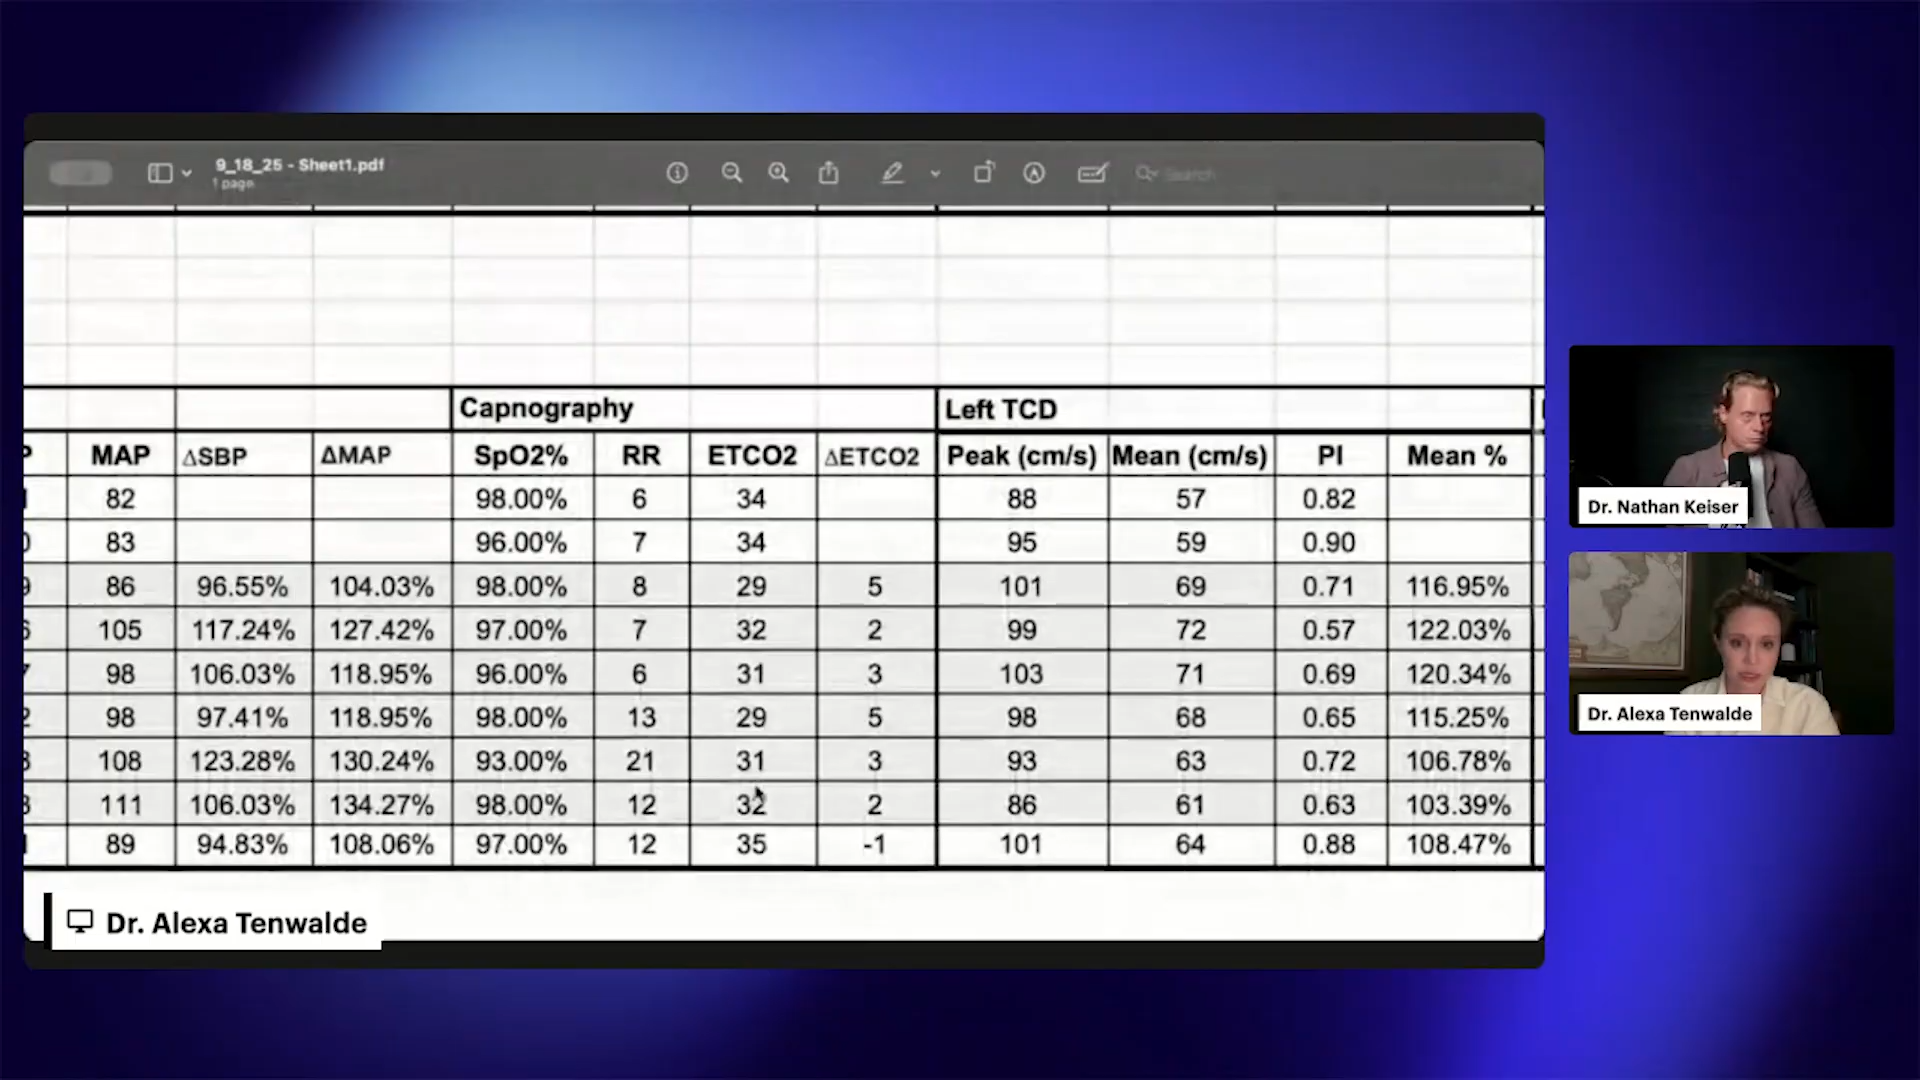 9_18_25 - Sheet1.pdf
1 page
Search
Capnography Left TCD
MAP ΔSBP ΔMAP SpO2% RR ETCO2 ΔETCO2 Peak (cm/s) Mean (cm/s) PI Mean %
82 98.00% 6 34 88 57 0.82
83 96.00% 7 34 95 59 0.90
86 96.55% 104.03% 98.00% 8 29 5 101 69 0.71 116.95%
105 117.24% 127.42% 97.00% 7 32 2 99 72 0.57 122.03%
98 106.03% 118.95% 96.00% 6 31 3 103 71 0.69 120.34%
98 97.41% 118.95% 98.00% 13 29 5 98 68 0.65 115.25%
108 123.28% 130.24% 93.00% 21 31 3 93 63 0.72 106.78%
111 106.03% 134.27% 98.00% 12 32 2 86 61 0.63 103.39%
89 94.83% 108.06% 97.00% 12 35 -1 101 64 0.88 108.47%
Dr. Alexa Tenwalde
Dr. Nathan Keiser
Dr. Alexa Tenwalde